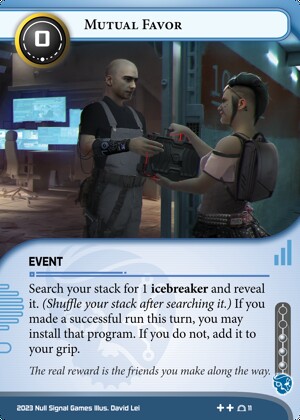 0
MUTUAL FAVOR
EVENT
Search your stack for 1 icebreaker and reveal
it. (Shuffle your stack after searching it.) If you
made a successful run this turn, you may
install that program. If you do not, add it to
your grip.
The real reward is the friends you make along the way.
2023 Null Signal Games Illus. David Lei
11